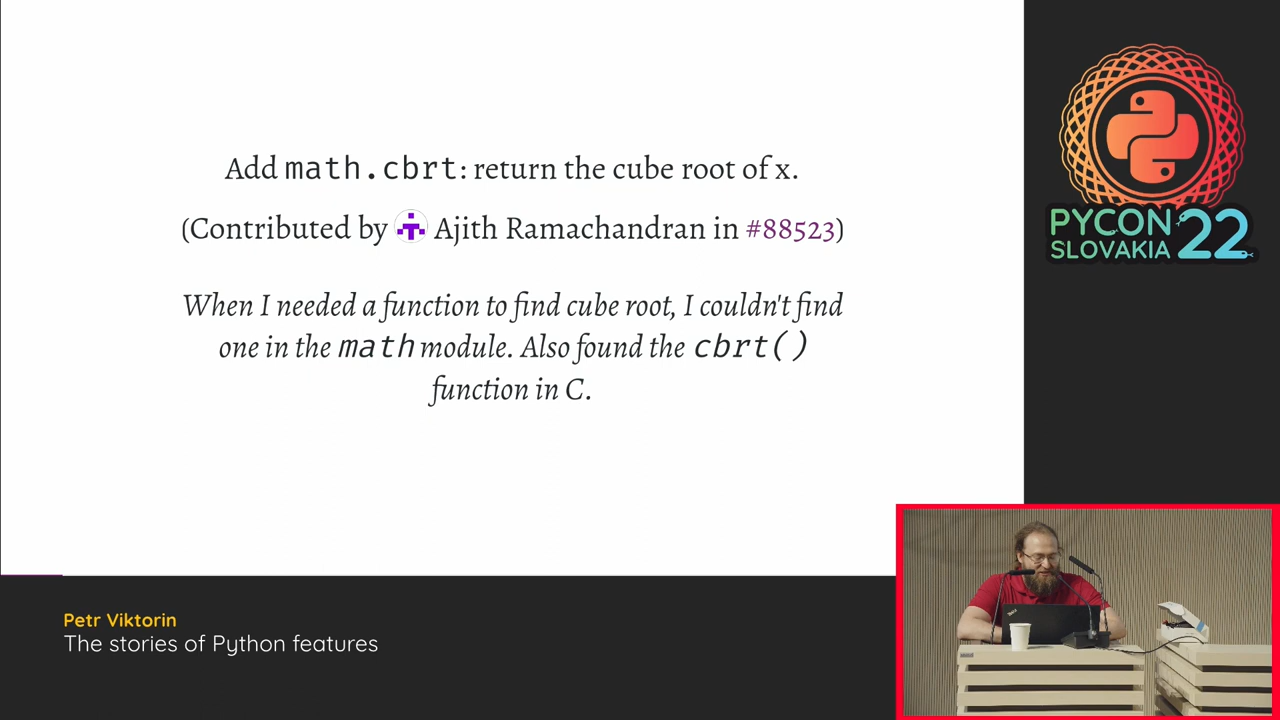 Add math.cbrt: return the cube root of x.
(Contributed by Ajith Ramachandran in #88523)
When I needed a function to find cube root, I couldn't find
one in the math module. Also found the cbrt()
function in C.
PYCON
SLOVAKIA
22
Petr Viktorin
The stories of Python features